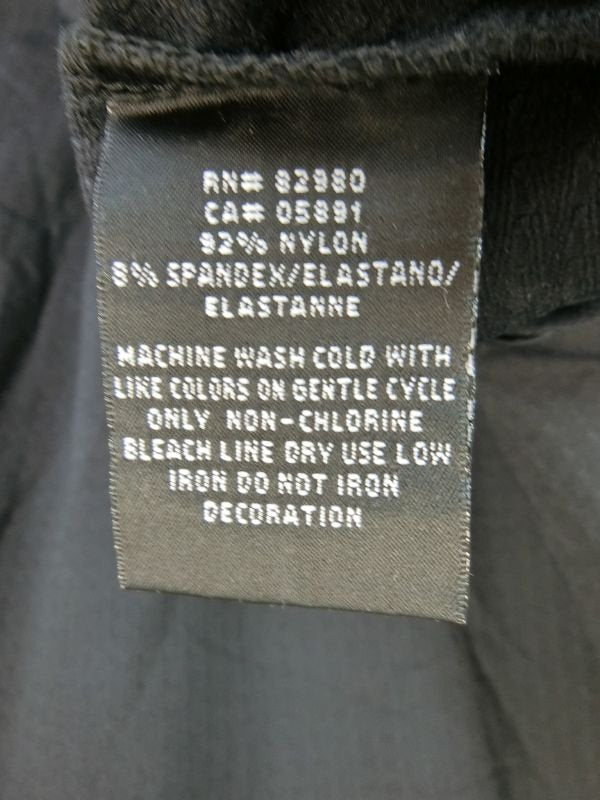 RN# 82980
CA# 05891
92% NYLON
8% SPANDEX/ELASTANO/
ELASTANNE
MACHINE WASH COLD WITH
LIKE COLORS ON GENTLE CYCLE
ONLY NON-CHLORINE
BLEACH LINE DRY USE LOW
IRON DO NOT IRON
DECORATION